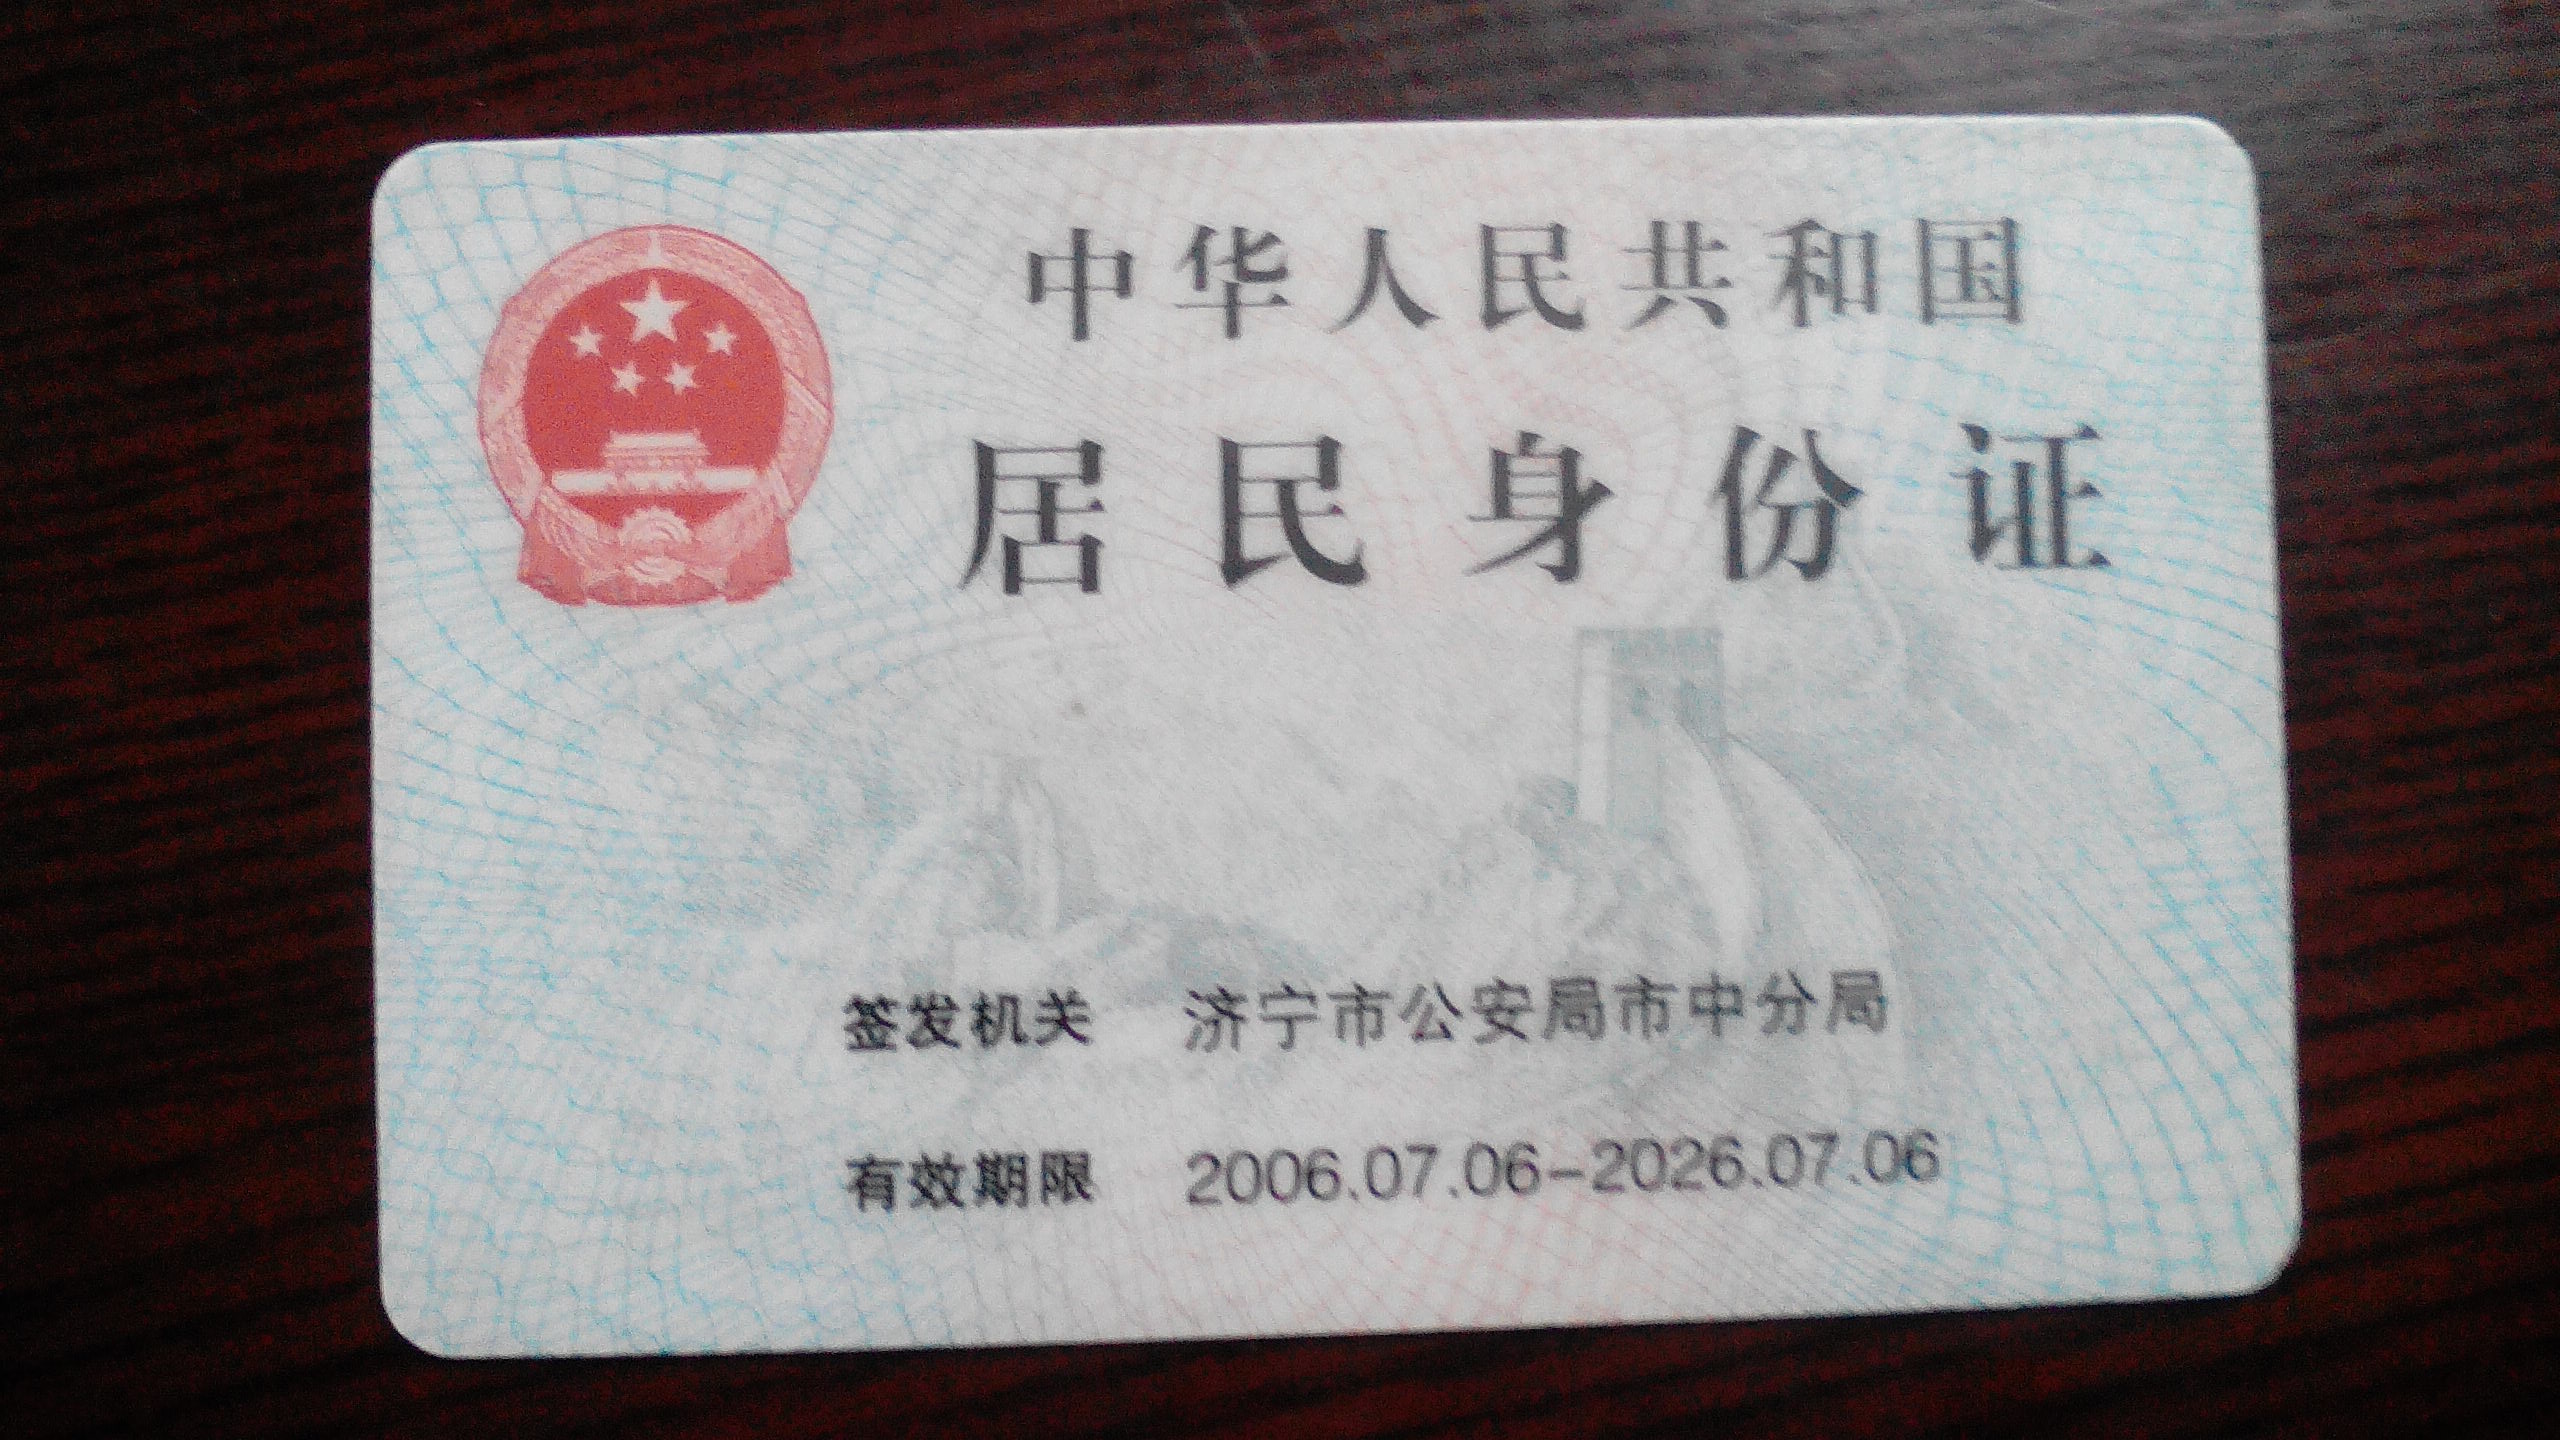 中华人民共和国
居民身份证
签发机关 济宁市公安局市中分局
有效期限 2006.07.06-2026.07.06